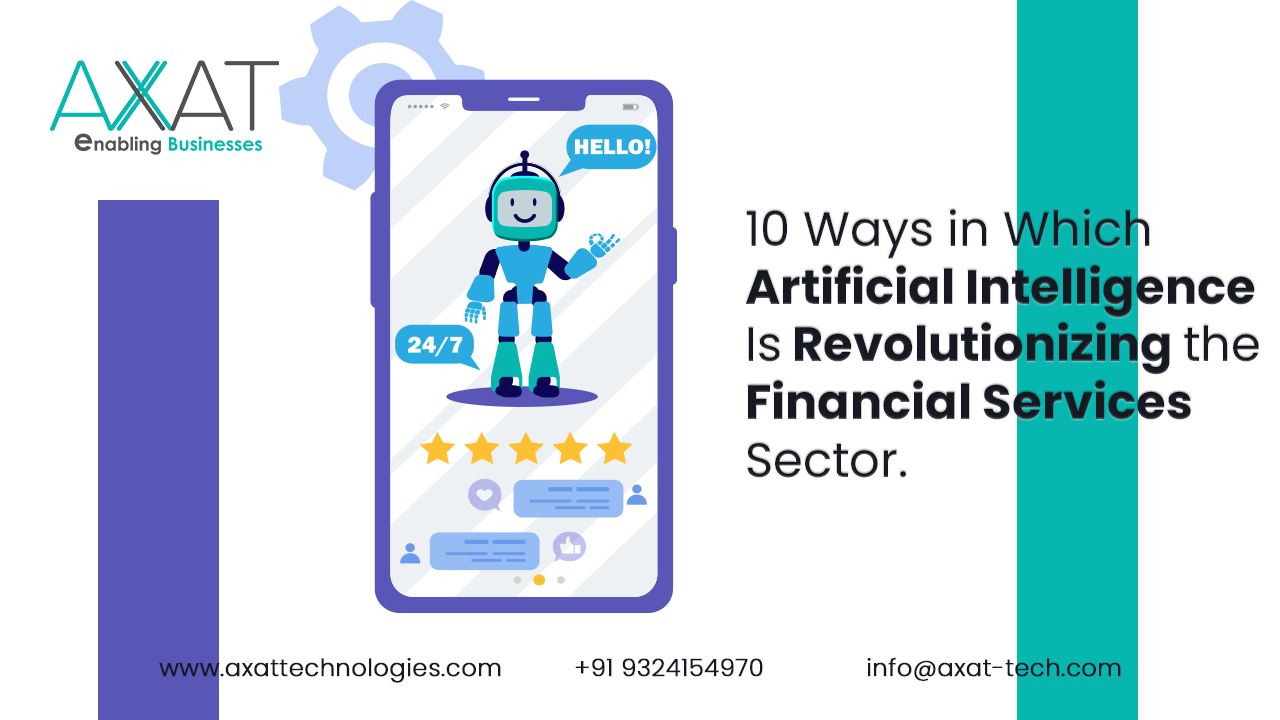 AXAT
enabling Businesses
HELLO!
24/7
10 Ways in Which
Artificial Intelligence
Is Revolutionizing the
Financial Services
Sector.
www.axattechnologies.com
+91 9324154970
info@axat-tech.com